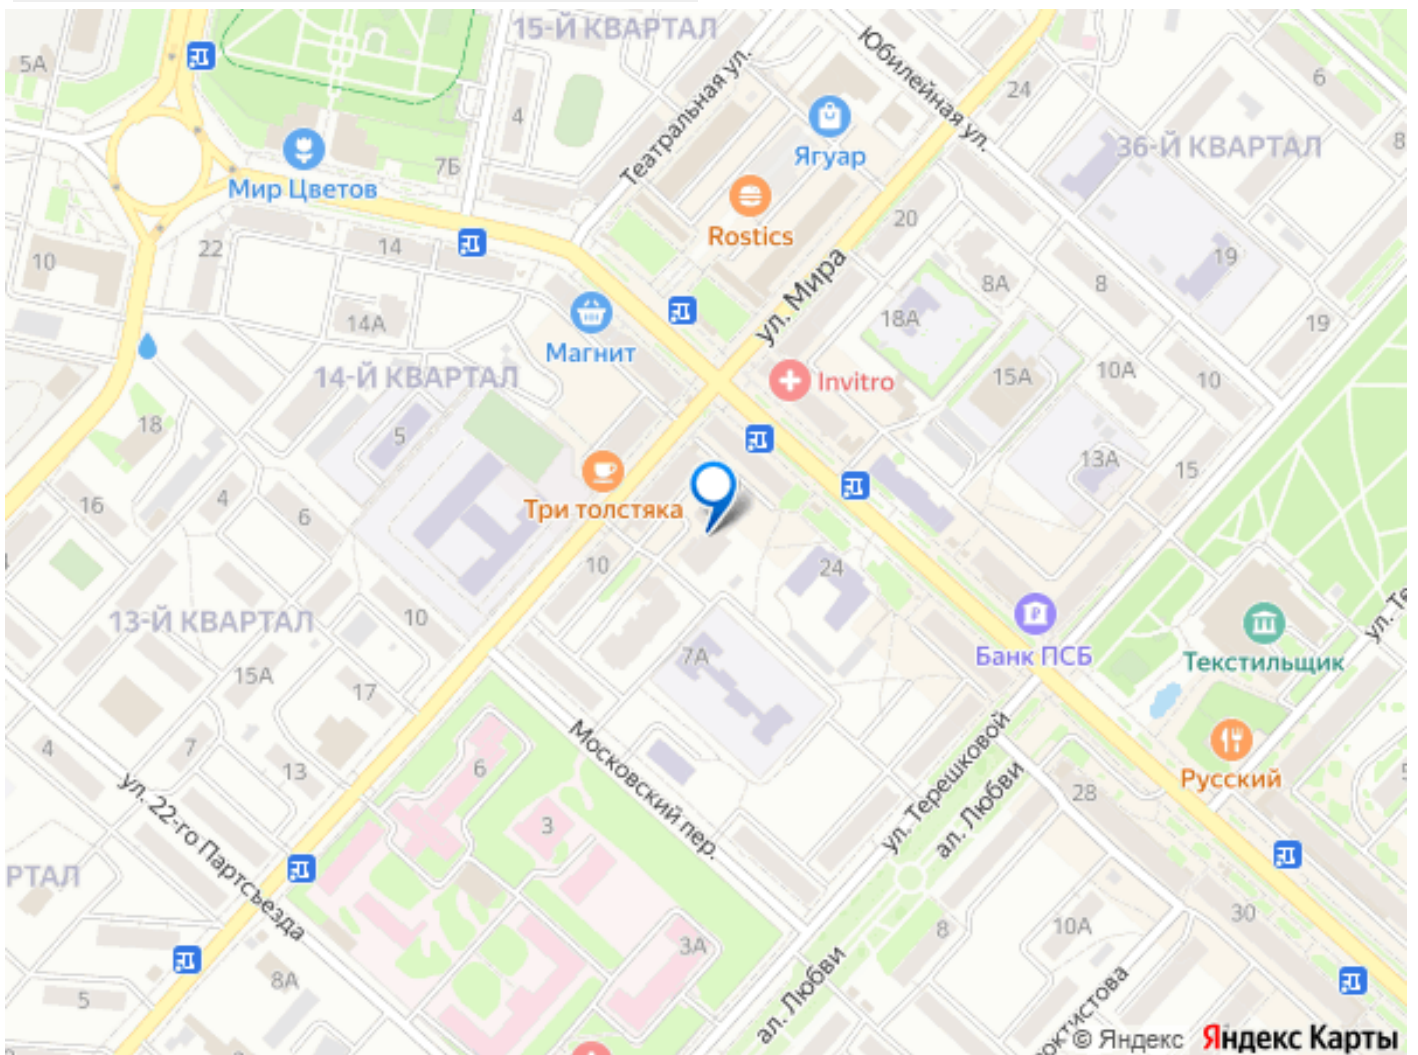 15-Й КВАРТАЛ
5А
4
Театральная ул.
Юбилейная ул.
24
6
Ягуар
36-Й КВАРТАЛ
8
7Б
Мир Цветов
Rostics
20
10
22
14
ул. Мира
8А
8
19
14А
Магнит
18А
19
14-Й КВАРТАЛ
Invitro
15А
10А
10
18
5
13А
15
16
4
6
Три толстяка
10
24
13-Й КВАРТАЛ
10
7А
Банк ПСБ
Текстильщик
ул. Те
15А
17
4
7
13
6
Московский пер.
ул. Терешковой
ал. Любви
Русский
28
5
ул. 22-го Партсъезда
3
РТАЛ
30
8
10А
3А
8А
5
ал. Любви
роктистова
© Яндекс Яндекс Карты